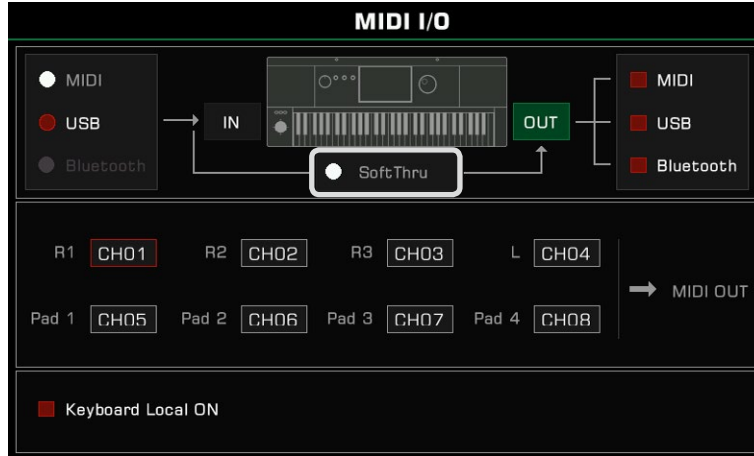 MIDI I/O
MIDI
USB
Bluetooth
IN
SoftThru
OUT
MIDI
USB
Bluetooth
R1 CH01 R2 CH02 R3 CH03 L CH04
Pad 1 CH05 Pad 2 CH06 Pad 3 CH07 Pad 4 CH08
MIDI OUT
Keyboard Local ON